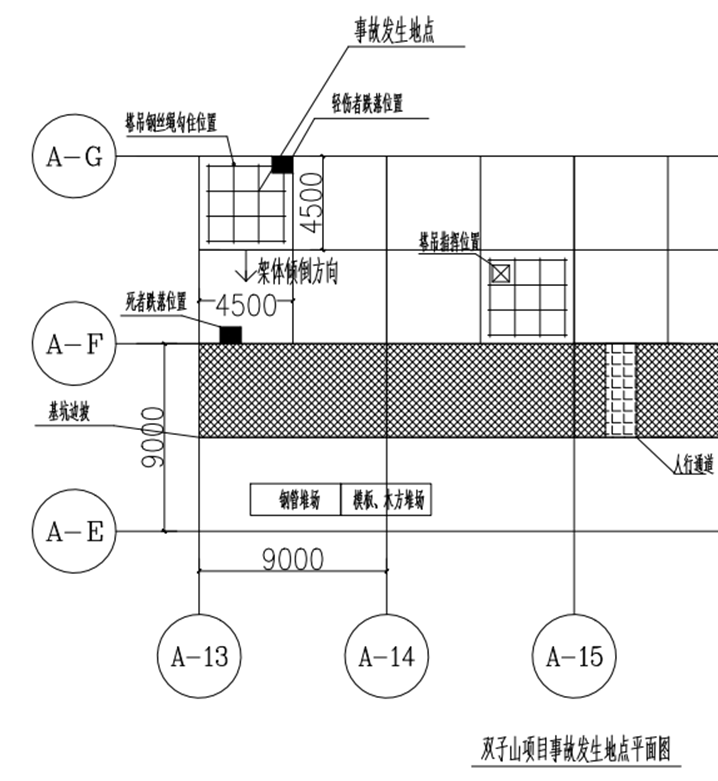 事故发生地点
轻伤者跌落位置
塔吊钢丝绳勾住位置
A-G
4500
塔吊指挥位置
架体倾倒方向
4500
死者跌落位置
A-F
基坑边坡
9000
人行通道
钢管堆场
模板、木方堆场
A-E
9000
A-13
A-14
A-15
双子山项目事故发生地点平面图